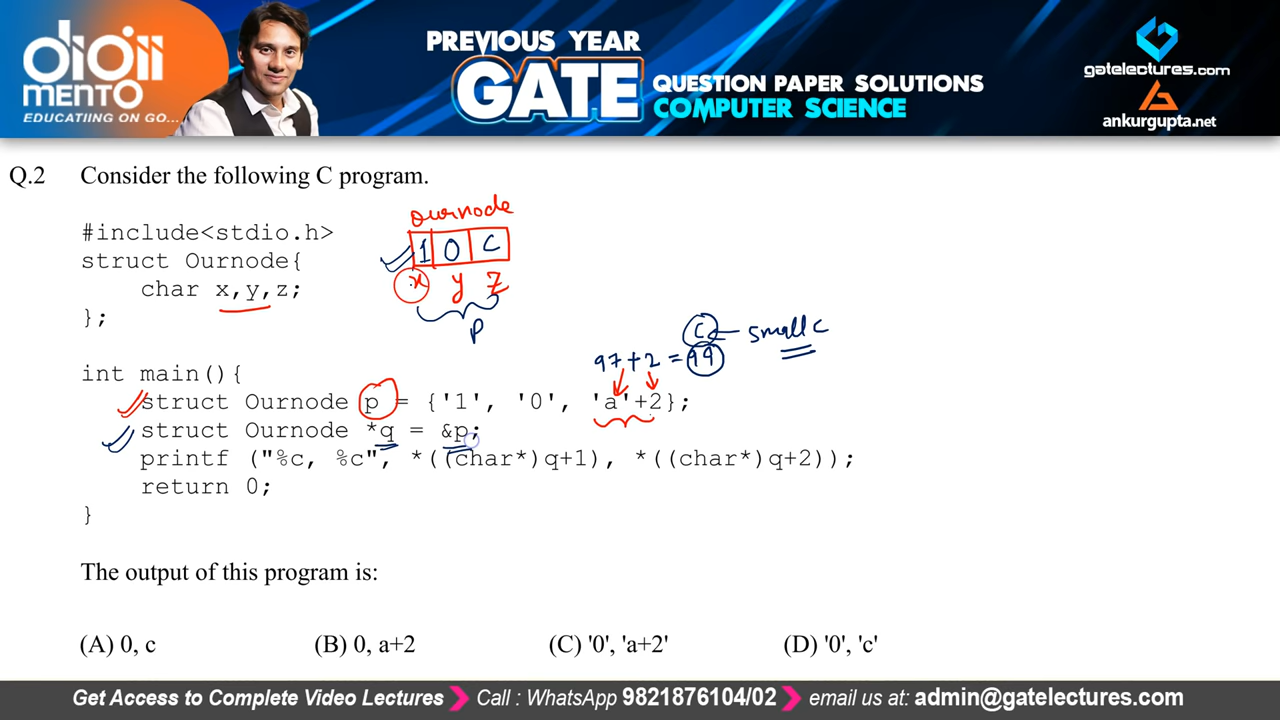 digii
MENTO
EDUCATIING ON GO...
PREVIOUS YEAR
GATE
QUESTION PAPER SOLUTIONS
COMPUTER SCIENCE
gatelectures.com
ankurgupta.net
Q.2 Consider the following C program.
#include<stdio.h>
struct Ournode{
char x,y,z;
};
Ournode
1 0 C
x y z
P
C small c
97+2 = 99
int main(){
struct Ournode p = {'1', '0', 'a'+2};
struct Ournode *q = &p;
printf ("%c, %c", *((char*)q+1), *((char*)q+2));
return 0;
}
The output of this program is:
(A) 0, c (B) 0, a+2 (C) '0', 'a+2' (D) '0', 'c'
Get Access to Complete Video Lectures Call : WhatsApp 9821876104/02 email us at: admin@gatelectures.com